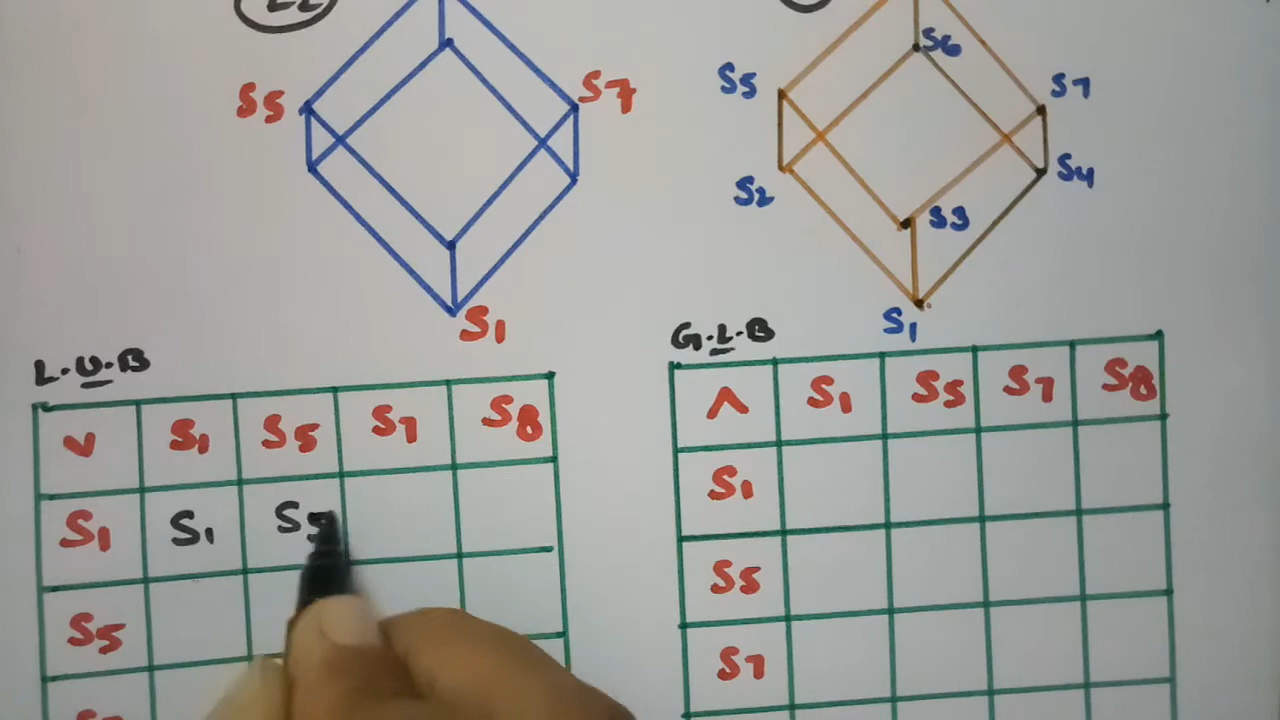 S5 S7
S1
S6
S5 S7
S2 S4
S3
S1
L.U.B
∨ S1 S5 S7 S8
S1 S1 S5
S5
G.L.B
∧ S1 S5 S7 S8
S1
S5
S7